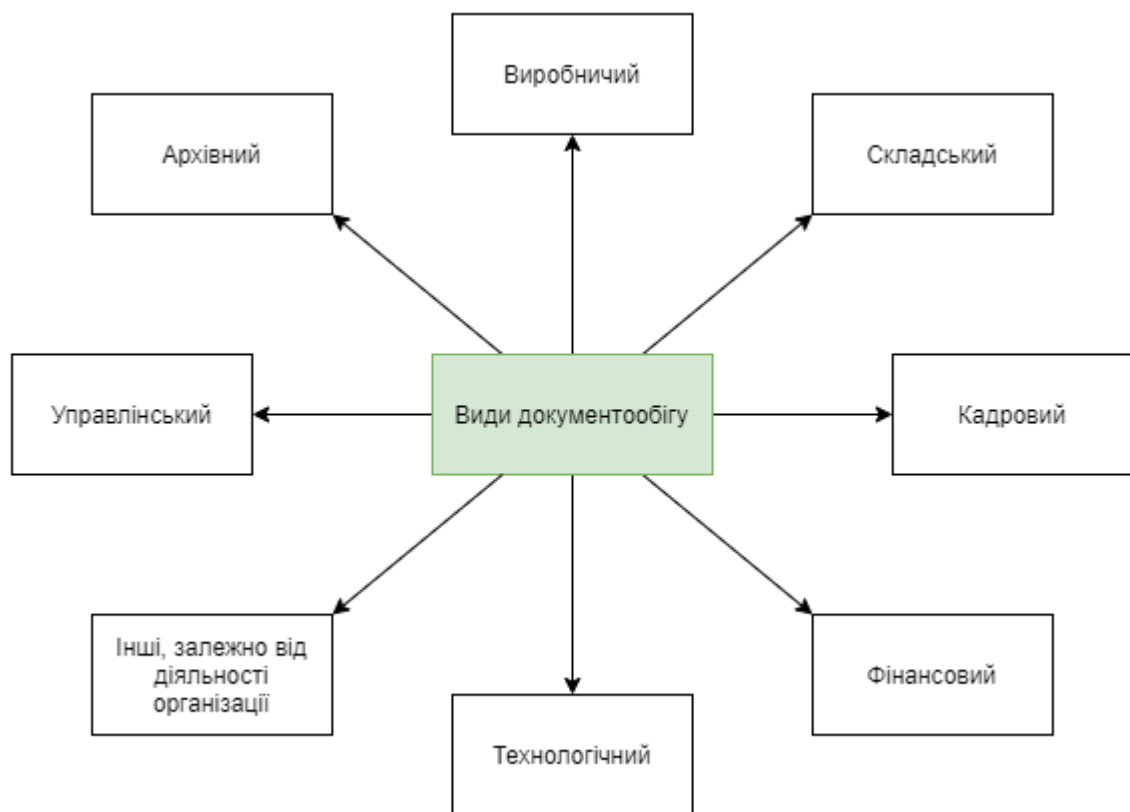 Виробничий
Архівний
Складський
Управлінський
Види документообігу
Кадровий
Інші, залежно від
діяльності
організації
Фінансовий
Технологічний